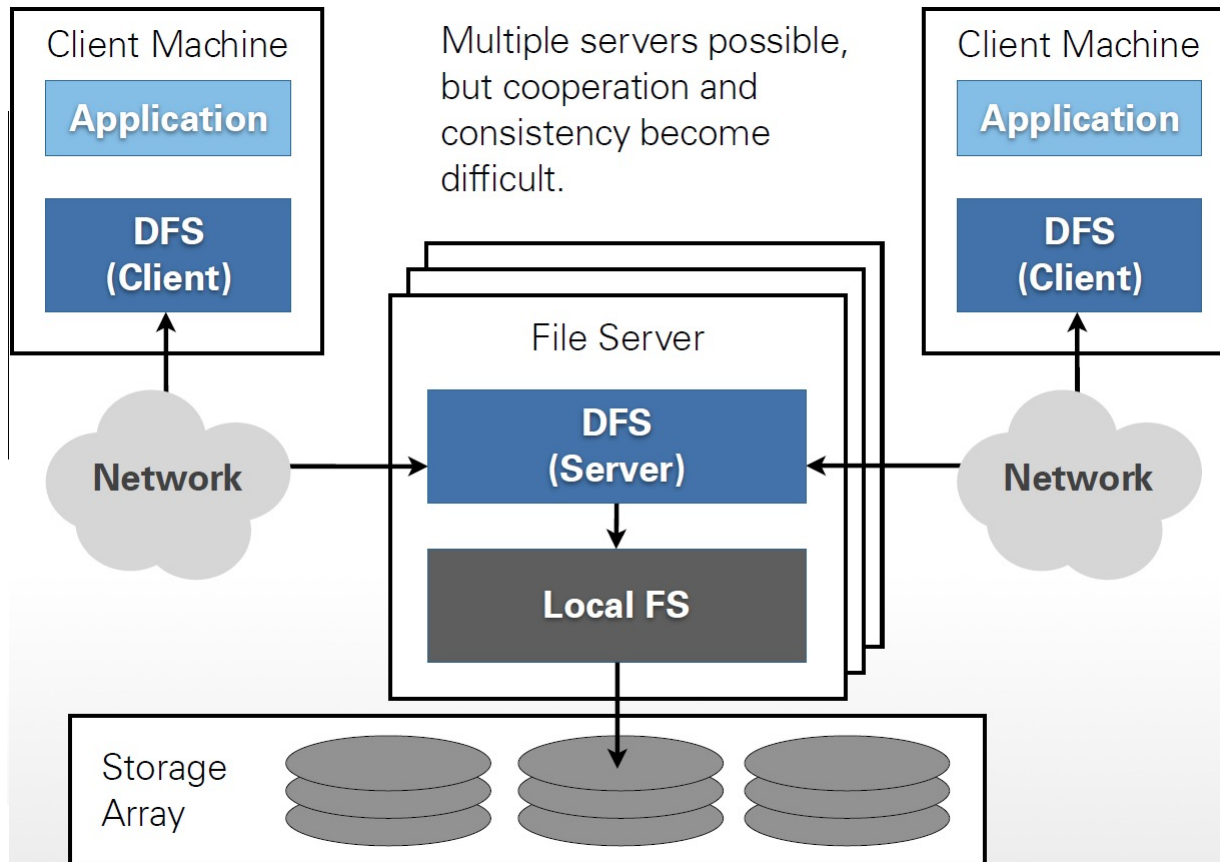 Client Machine
Application
DFS
(Client)
Network
Multiple servers possible,
but cooperation and
consistency become
difficult.
File Server
DFS
(Server)
Local FS
Client Machine
Application
DFS
(Client)
Network
Storage
Array